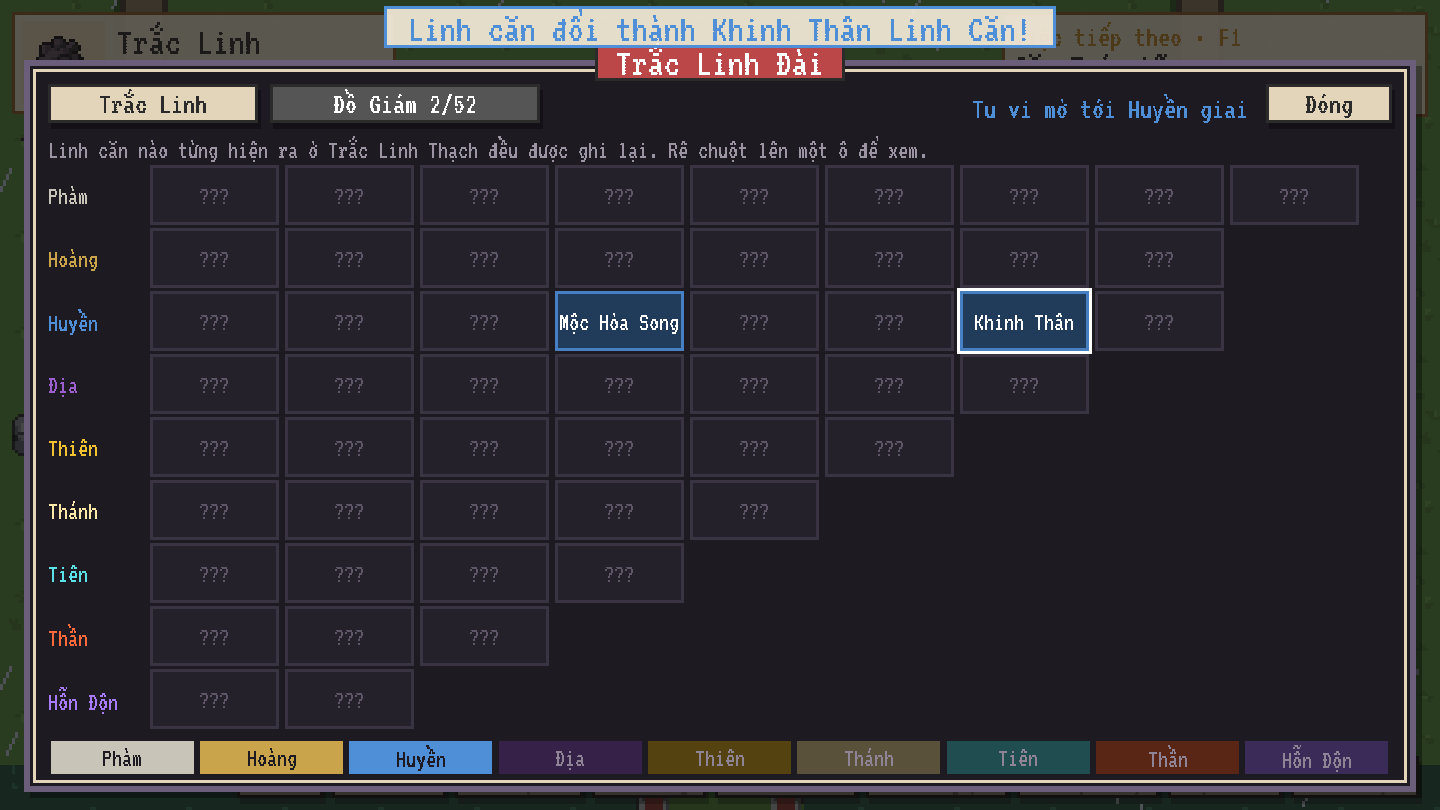 Linh căn đổi thành Khinh Thân Linh Căn!
Trắc Linh
tiếp theo · F1
Trắc Linh Đài
Trắc Linh
Đồ Giám 2/52
Tu vi mở tới Huyền giai
Đóng
Linh căn nào từng hiện ra ở Trắc Linh Thạch đều được ghi lại. Rê chuột lên một ô để xem.
Phàm ??? ??? ??? ??? ??? ??? ??? ??? ???
Hoàng ??? ??? ??? ??? ??? ??? ??? ???
Huyền ??? ??? ??? Mộc Hỏa Song ??? ??? Khinh Thân ???
Địa ??? ??? ??? ??? ??? ??? ???
Thiên ??? ??? ??? ??? ??? ???
Thánh ??? ??? ??? ??? ???
Tiên ??? ??? ??? ???
Thần ??? ??? ???
Hỗn Độn ??? ???
Phàm Hoàng Huyền Địa Thiên Thánh Tiên Thần Hỗn Độn